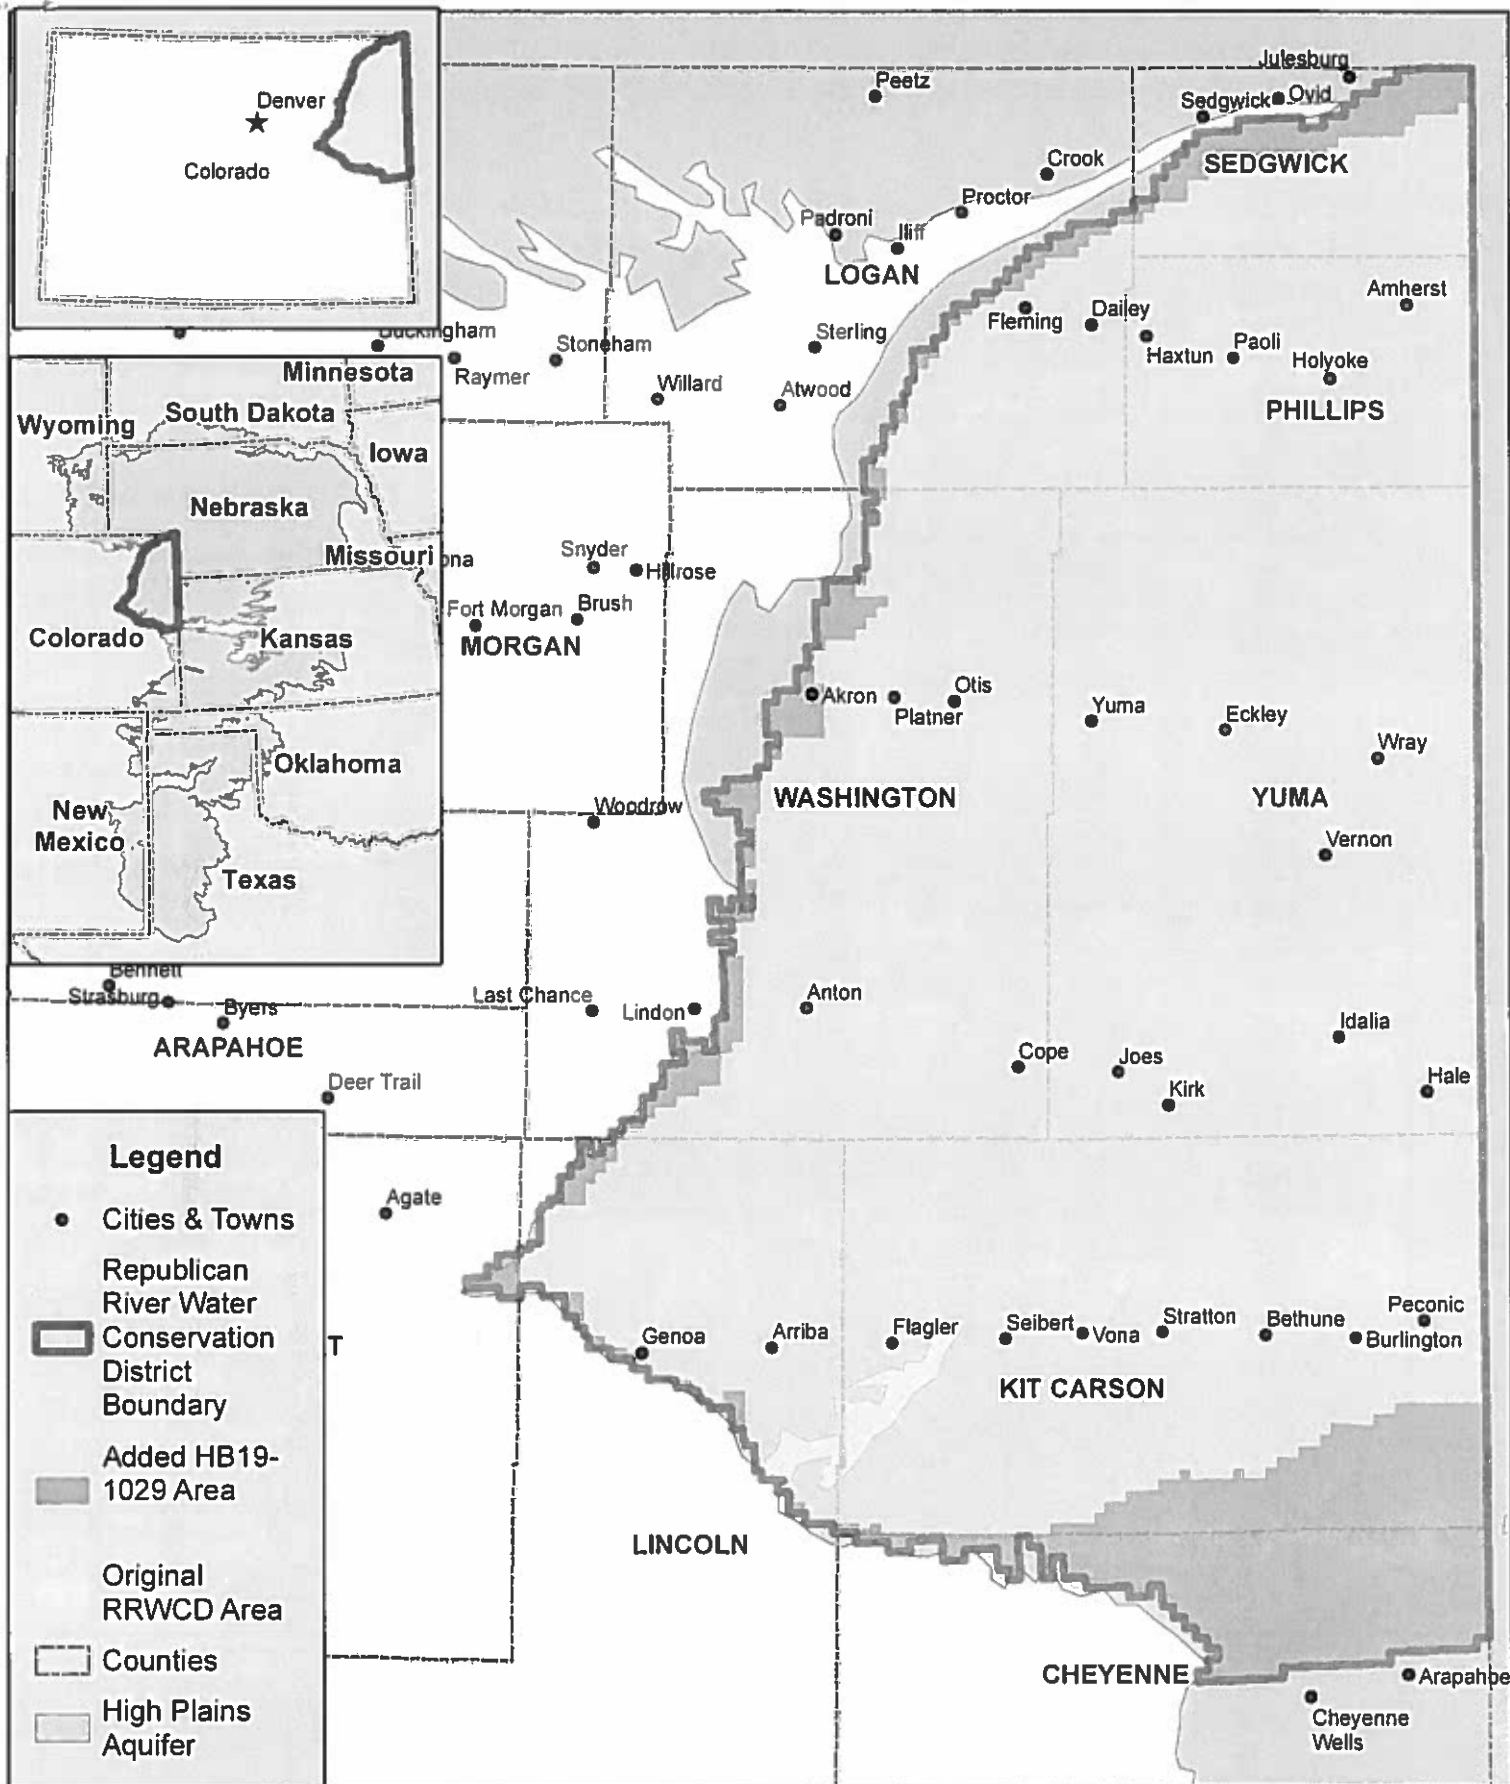 Denver
Colorado
Minnesota
South Dakota
Wyoming
Iowa
Nebraska
Missouri
Colorado
Kansas
Oklahoma
New
Mexico
Texas
Julesburg
Peetz
Sedgwick
Ovid
SEDGWICK
Crook
Proctor
Padroni
Iliff
LOGAN
Amherst
Fleming
Dailey
Haxtun
Paoli
Holyoke
PHILLIPS
Buckingham
Raymer
Stoneham
Sterling
Willard
Atwood
ona
Snyder
Hillrose
Fort Morgan
Brush
MORGAN
Akron
Platner
Otis
Yuma
Eckley
Wray
WASHINGTON
YUMA
Woodrow
Vernon
Bennett
Strasburg
Byers
ARAPAHOE
Last Chance
Lindon
Anton
Idalia
Cope
Joes
Kirk
Hale
Deer Trail
Agate
T
Genoa
Arriba
Flagler
Seibert
Vona
Stratton
Bethune
Peconic
Burlington
KIT CARSON
LINCOLN
CHEYENNE
Arapahoe
Cheyenne
Wells
Legend
Cities & Towns
Republican
River Water
Conservation
District
Boundary
Added HB19-
1029 Area
Original
RRWCD Area
Counties
High Plains
Aquifer